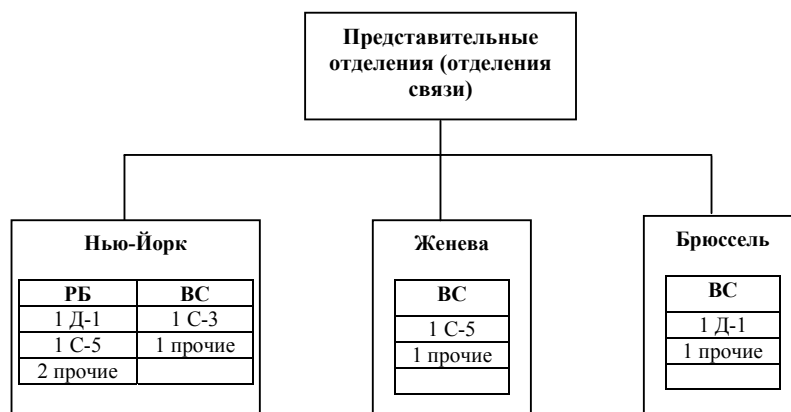 Представительные
отделения (отделения
связи)
Нью-Йорк
РБ ВС
1 Д-1 1 С-3
1 С-5 1 прочие
2 прочие
Женева
ВС
1 С-5
1 прочие
Брюссель
ВС
1 Д-1
1 прочие